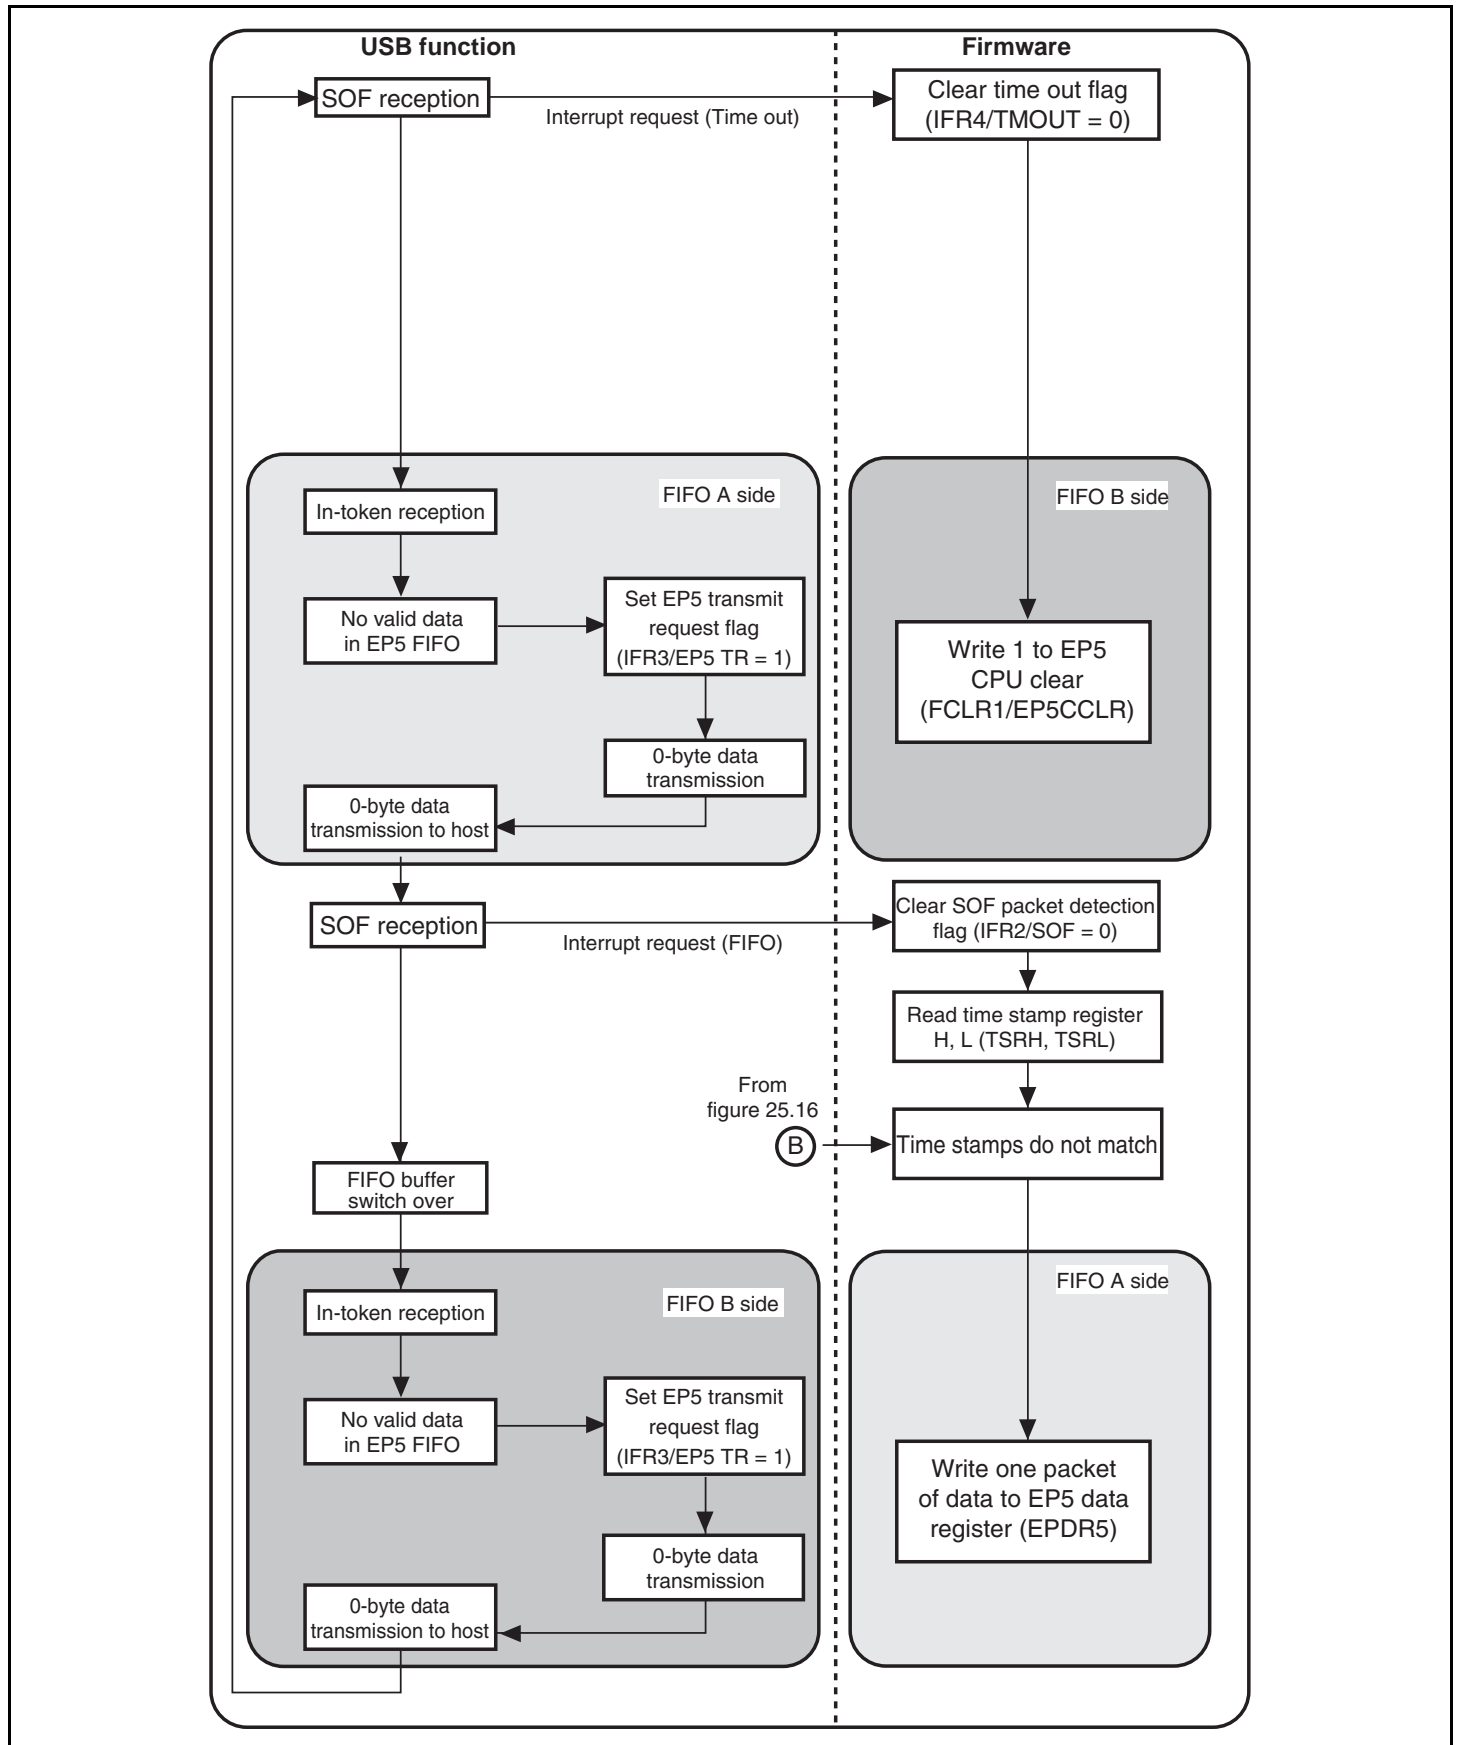 USB function
Firmware
SOF reception
Interrupt request (Time out)
Clear time out flag
(IFR4/TMOUT = 0)
FIFO A side
In-token reception
No valid data
in EP5 FIFO
Set EP5 transmit
request flag
(IFR3/EP5 TR = 1)
0-byte data
transmission
0-byte data
transmission to host
FIFO B side
Write 1 to EP5
CPU clear
(FCLR1/EP5CCLR)
SOF reception
Interrupt request (FIFO)
Clear SOF packet detection
flag (IFR2/SOF = 0)
Read time stamp register
H, L (TSRH, TSRL)
From
figure 25.16
B
Time stamps do not match
FIFO buffer
switch over
FIFO B side
In-token reception
No valid data
in EP5 FIFO
Set EP5 transmit
request flag
(IFR3/EP5 TR = 1)
0-byte data
transmission
0-byte data
transmission to host
FIFO A side
Write one packet
of data to EP5 data
register (EPDR5)